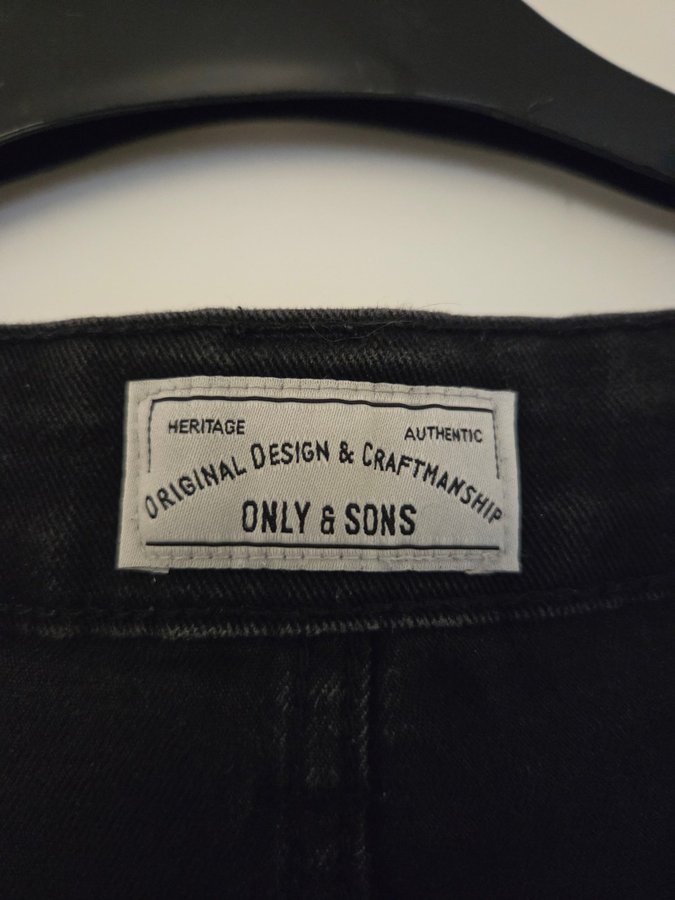 HERITAGE AUTHENTIC
ORIGINAL DESIGN & CRAFTMANSHIP
ONLY & SONS